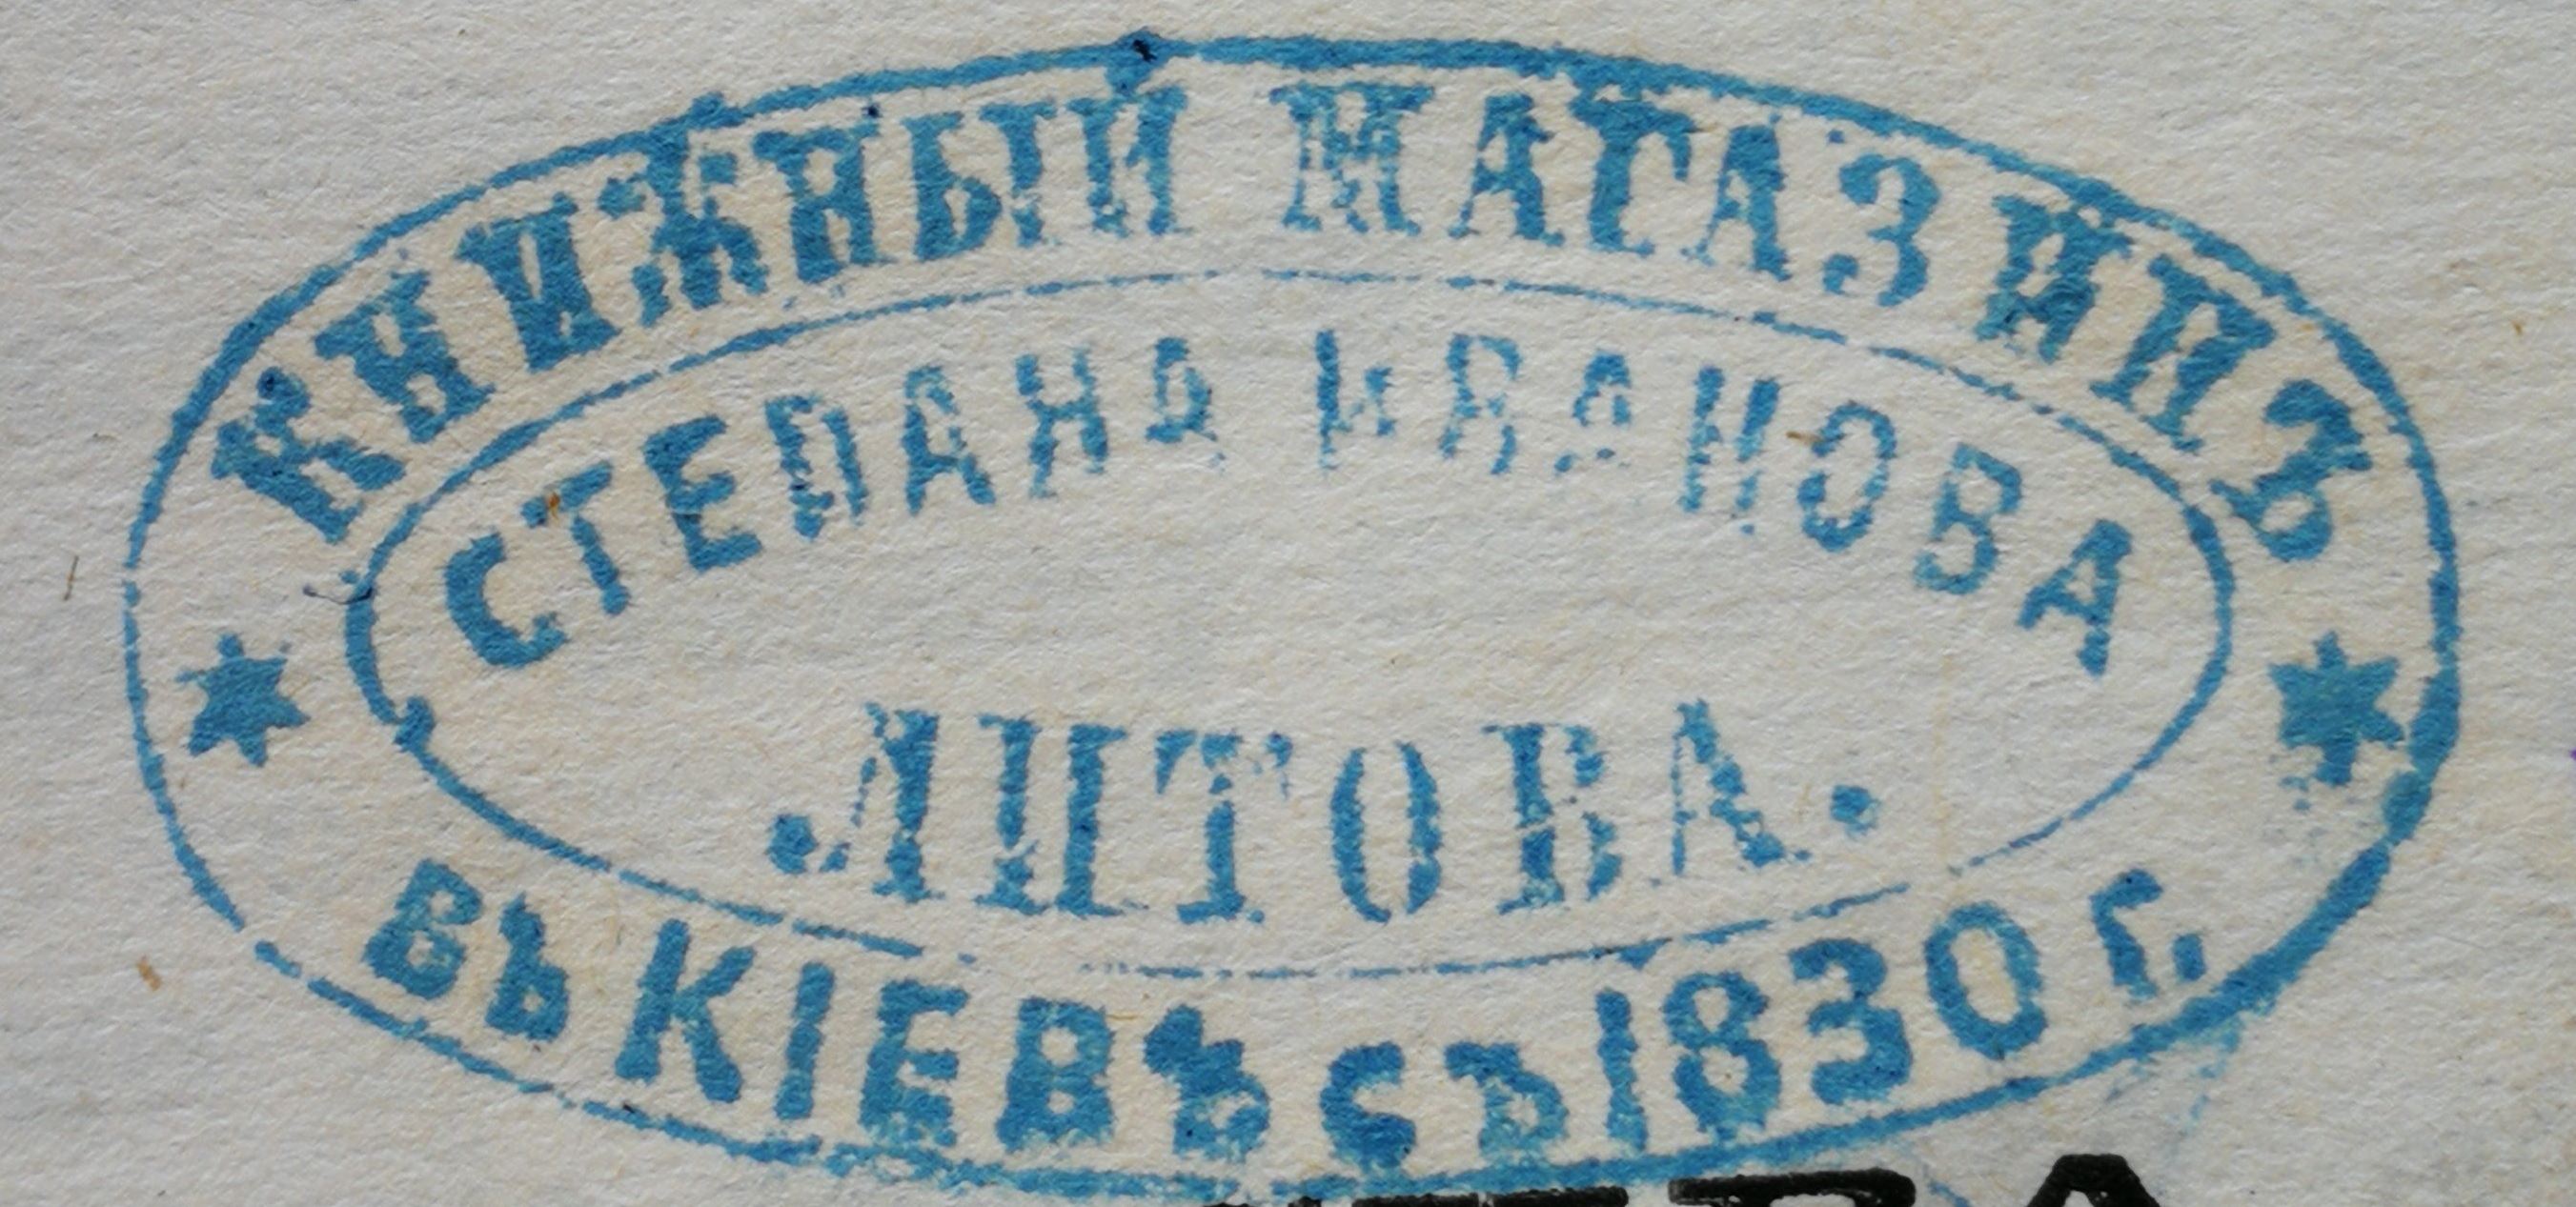 КНИЖНЫЙ МАГАЗИНЪ
СТЕПАНА ИВАНОВА
ЛИТОВА.
ВЪ КІЕВѢ СЪ 1830 г.